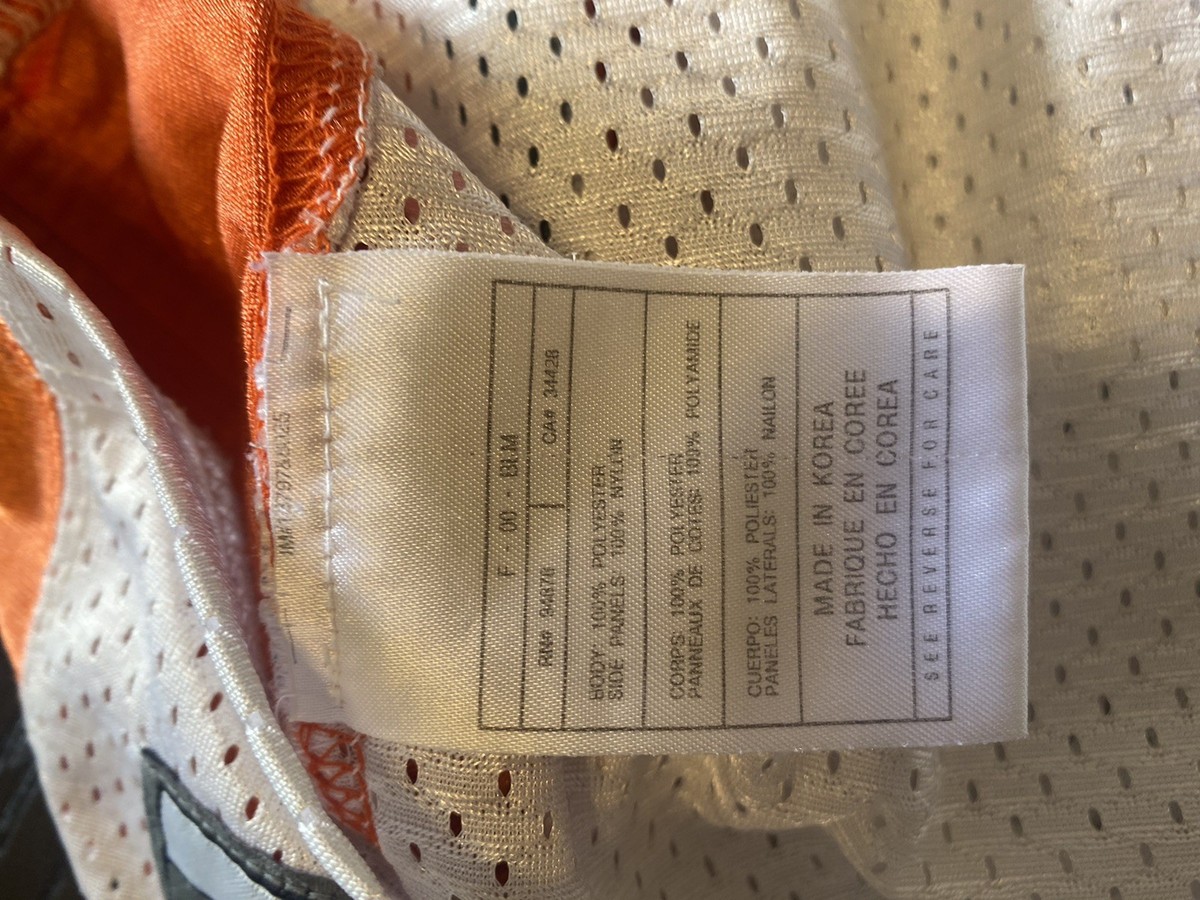 F - 00 - BLM
RN# 94878 CA# 34428
BODY 100% POLYESTER
SIDE PANELS 100% NYLON
CORPS: 100% POLYESTER
PANNEAUX DE COTES: 100% POLYAMIDE
CUERPO: 100% POLIESTER
PANELES LATERALS: 100% NAILON
MADE IN KOREA
FABRIQUE EN COREE
HECHO EN COREA
SEE REVERSE FOR CARE